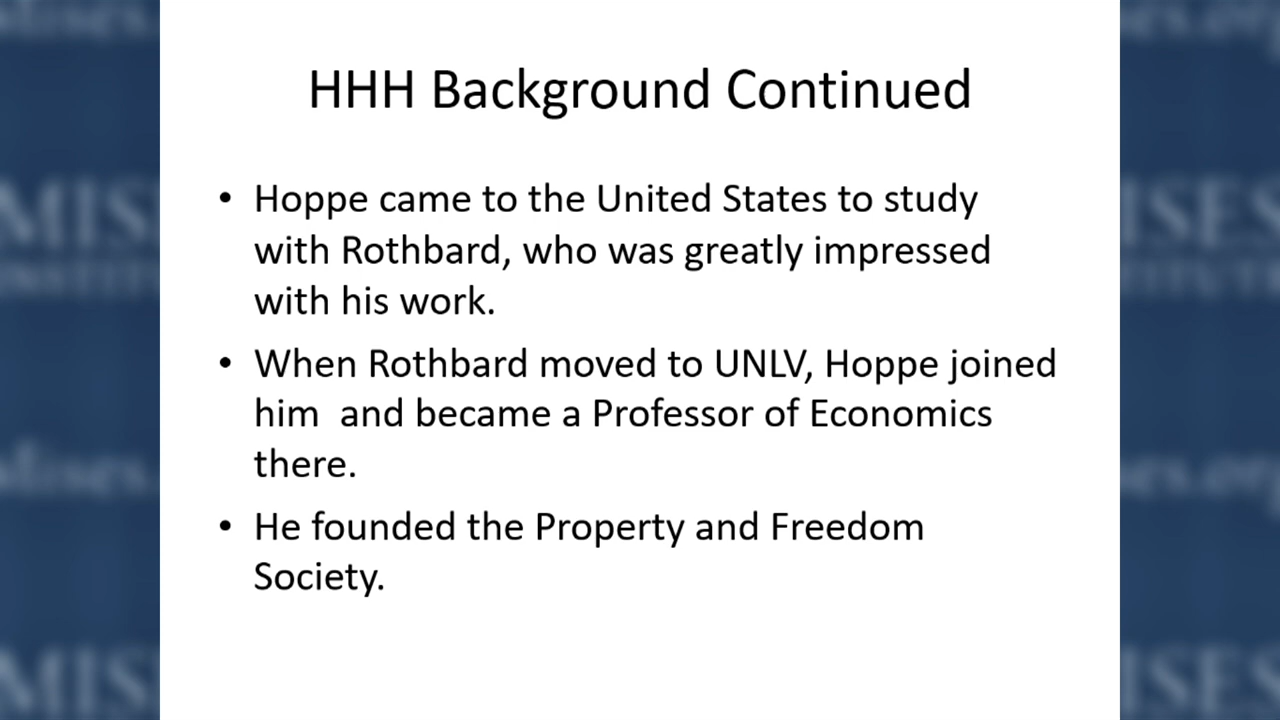 HHH Background Continued
• Hoppe came to the United States to study
with Rothbard, who was greatly impressed
with his work.
• When Rothbard moved to UNLV, Hoppe joined
him  and became a Professor of Economics
there.
• He founded the Property and Freedom
Society.